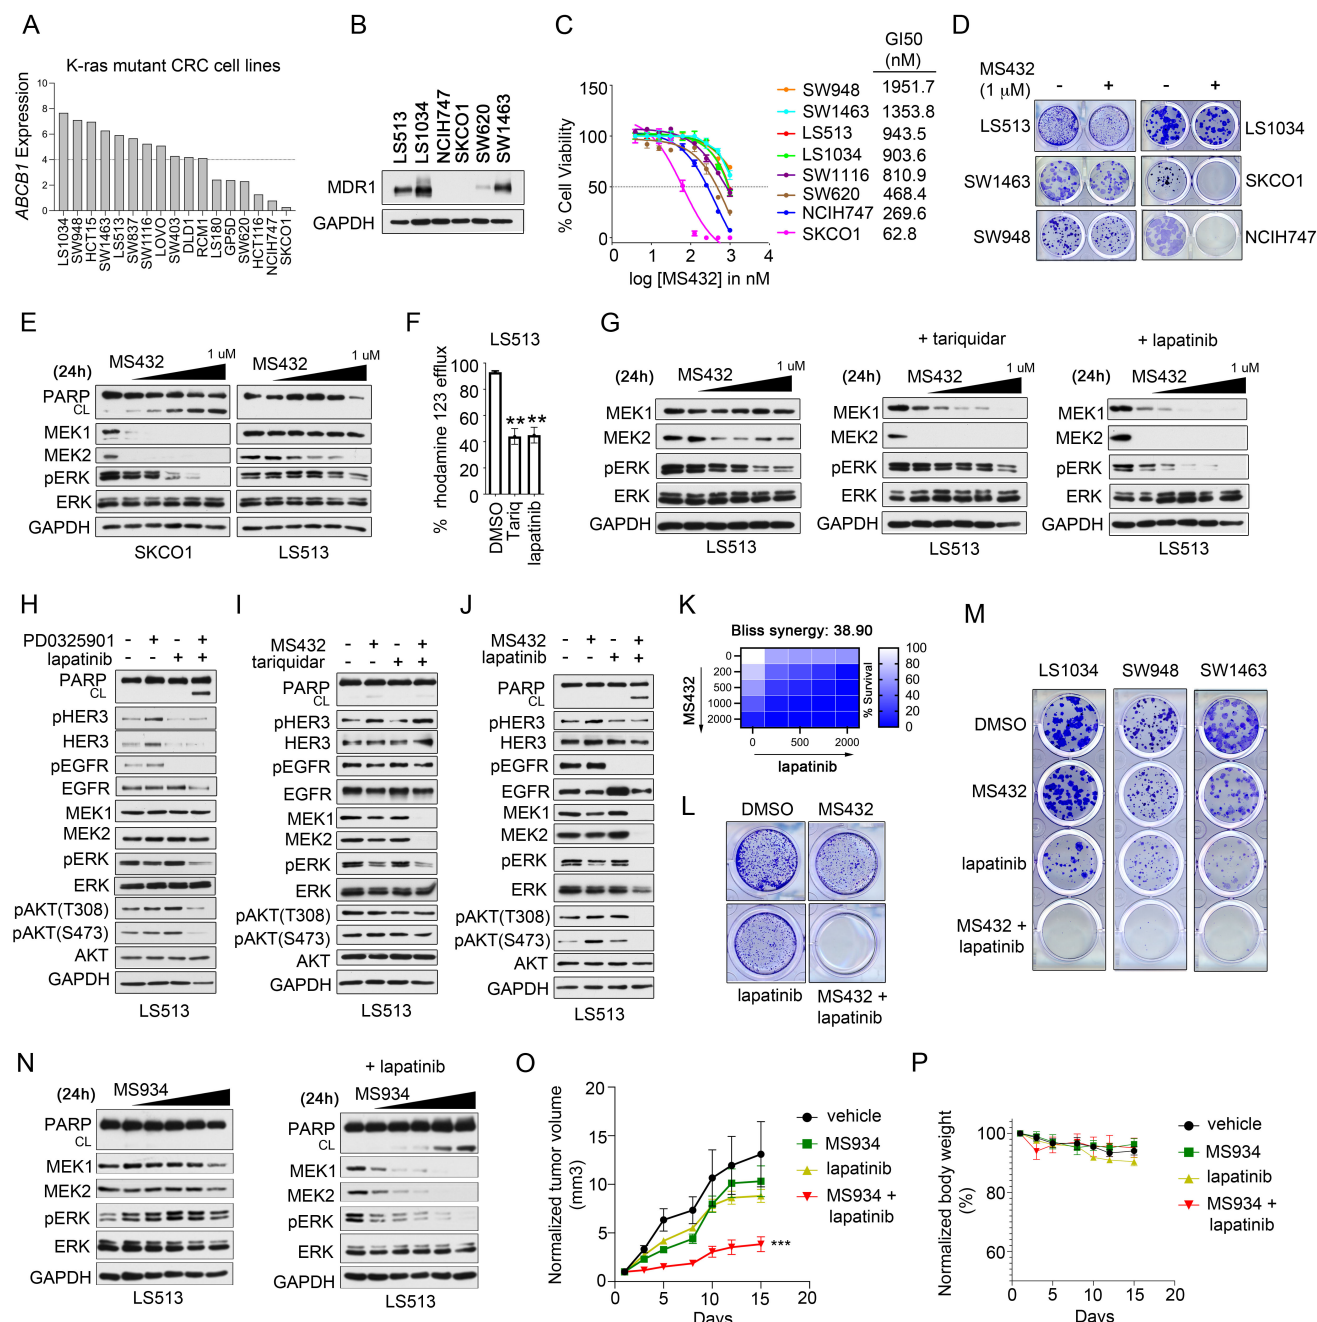 A
K-ras mutant CRC cell lines
ABCB1 Expression
10
8
6
4
2
0
LS1034
SW948
HCT15
SW1463
LS513
SW837
SW1116
LOVO
SW403
DLD1
RCM1
LS180
GP5D
SW620
HCT116
NCIH747
SKCO1
B
LS513
LS1034
NCIH747
SKCO1
SW620
SW1463
MDR1
GAPDH
C
% Cell Viability
150
100
50
0
0 1 2 3 4
log [MS432] in nM
GI50
(nM)
SW948 1951.7
SW1463 1353.8
LS513 943.5
LS1034 903.6
SW1116 810.9
SW620 468.4
NCIH747 269.6
SKCO1 62.8
D
MS432
(1 µM) - + - +
LS513 LS1034
SW1463 SKCO1
SW948 NCIH747
E
(24h) MS432 1 uM MS432 1 uM
PARP
CL
MEK1
MEK2
pERK
ERK
GAPDH
SKCO1 LS513
F
LS513
% rhodamine 123 efflux
100
80
60
40
20
0
** **
DMSO
Tariq
lapatinib
G
+ tariquidar + lapatinib
(24h) MS432 1 uM (24h) MS432 1 uM (24h) MS432 1 uM
MEK1 MEK1 MEK1
MEK2 MEK2 MEK2
pERK pERK pERK
ERK ERK ERK
GAPDH GAPDH GAPDH
LS513 LS513 LS513
H
PD0325901 - + - +
lapatinib - - + +
PARP
CL
pHER3
HER3
pEGFR
EGFR
MEK1
MEK2
pERK
ERK
pAKT(T308)
pAKT(S473)
AKT
GAPDH
LS513
I
MS432 - + - +
tariquidar - - + +
PARP
CL
pHER3
HER3
pEGFR
EGFR
MEK1
MEK2
pERK
ERK
pAKT(T308)
pAKT(S473)
AKT
GAPDH
LS513
J
MS432 - + - +
lapatinib - - + +
PARP
CL
pHER3
HER3
pEGFR
EGFR
MEK1
MEK2
pERK
ERK
pAKT(T308)
pAKT(S473)
AKT
GAPDH
LS513
K
Bliss synergy: 38.90
MS432
0
200
500
1000
2000
0 500 2000
lapatinib
% Survival
100
80
60
40
20
0
L
DMSO MS432
lapatinib MS432 +
lapatinib
M
LS1034 SW948 SW1463
DMSO
MS432
lapatinib
MS432 +
lapatinib
N
+ lapatinib
(24h) MS934 (24h) MS934
PARP PARP
CL CL
MEK1 MEK1
MEK2 MEK2
pERK pERK
ERK ERK
GAPDH GAPDH
LS513 LS513
O
Normalized tumor volume
(mm3)
20
15
10
5
0
0 5 10 15 20
Days
***
vehicle
MS934
lapatinib
MS934 +
lapatinib
P
Normalized body weight
(%)
100
80
60
0 5 10 15 20
Days
vehicle
MS934
lapatinib
MS934 +
lapatinib